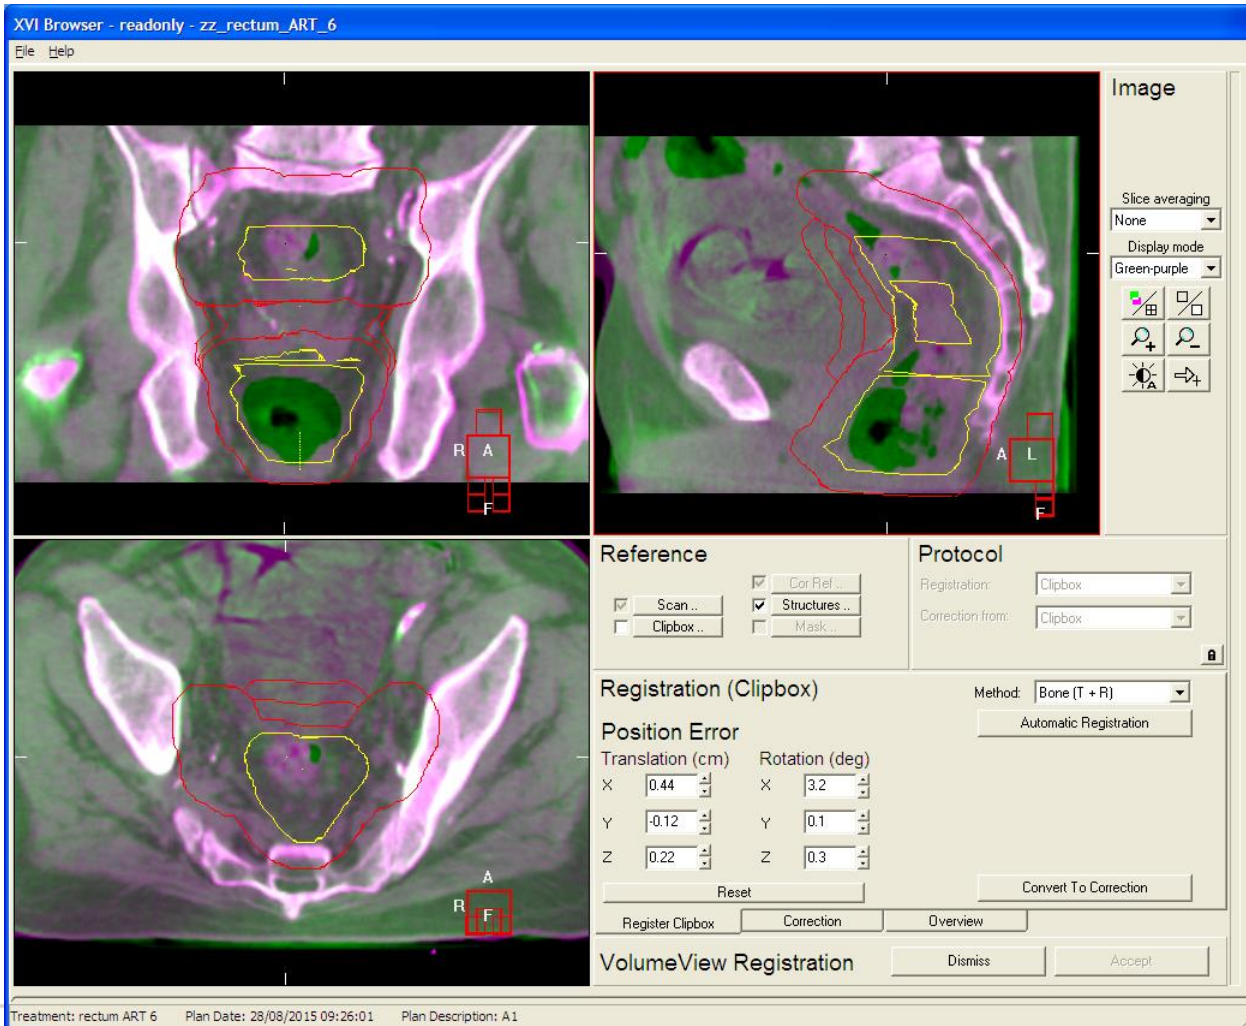 XVI Browser - readonly - zz_rectum_ART_6
File Help
R A
F
A L
F
A
R F
Image
Slice averaging
None
Display mode
Green-purple
A
Reference
Cor Ref ..
Scan .. Structures ..
Clipbox .. Mask ..
Protocol
Registration: Clipbox
Correction from: Clipbox
Registration (Clipbox)
Method: Bone (T + R)
Automatic Registration
Position Error
Translation (cm) Rotation (deg)
X 0.44 X 3.2
Y -0.12 Y 0.1
Z 0.22 Z 0.3
Reset
Convert To Correction
Register Clipbox Correction Overview
VolumeView Registration Dismiss Accept
Treatment: rectum ART 6 Plan Date: 28/08/2015 09:26:01 Plan Description: A1